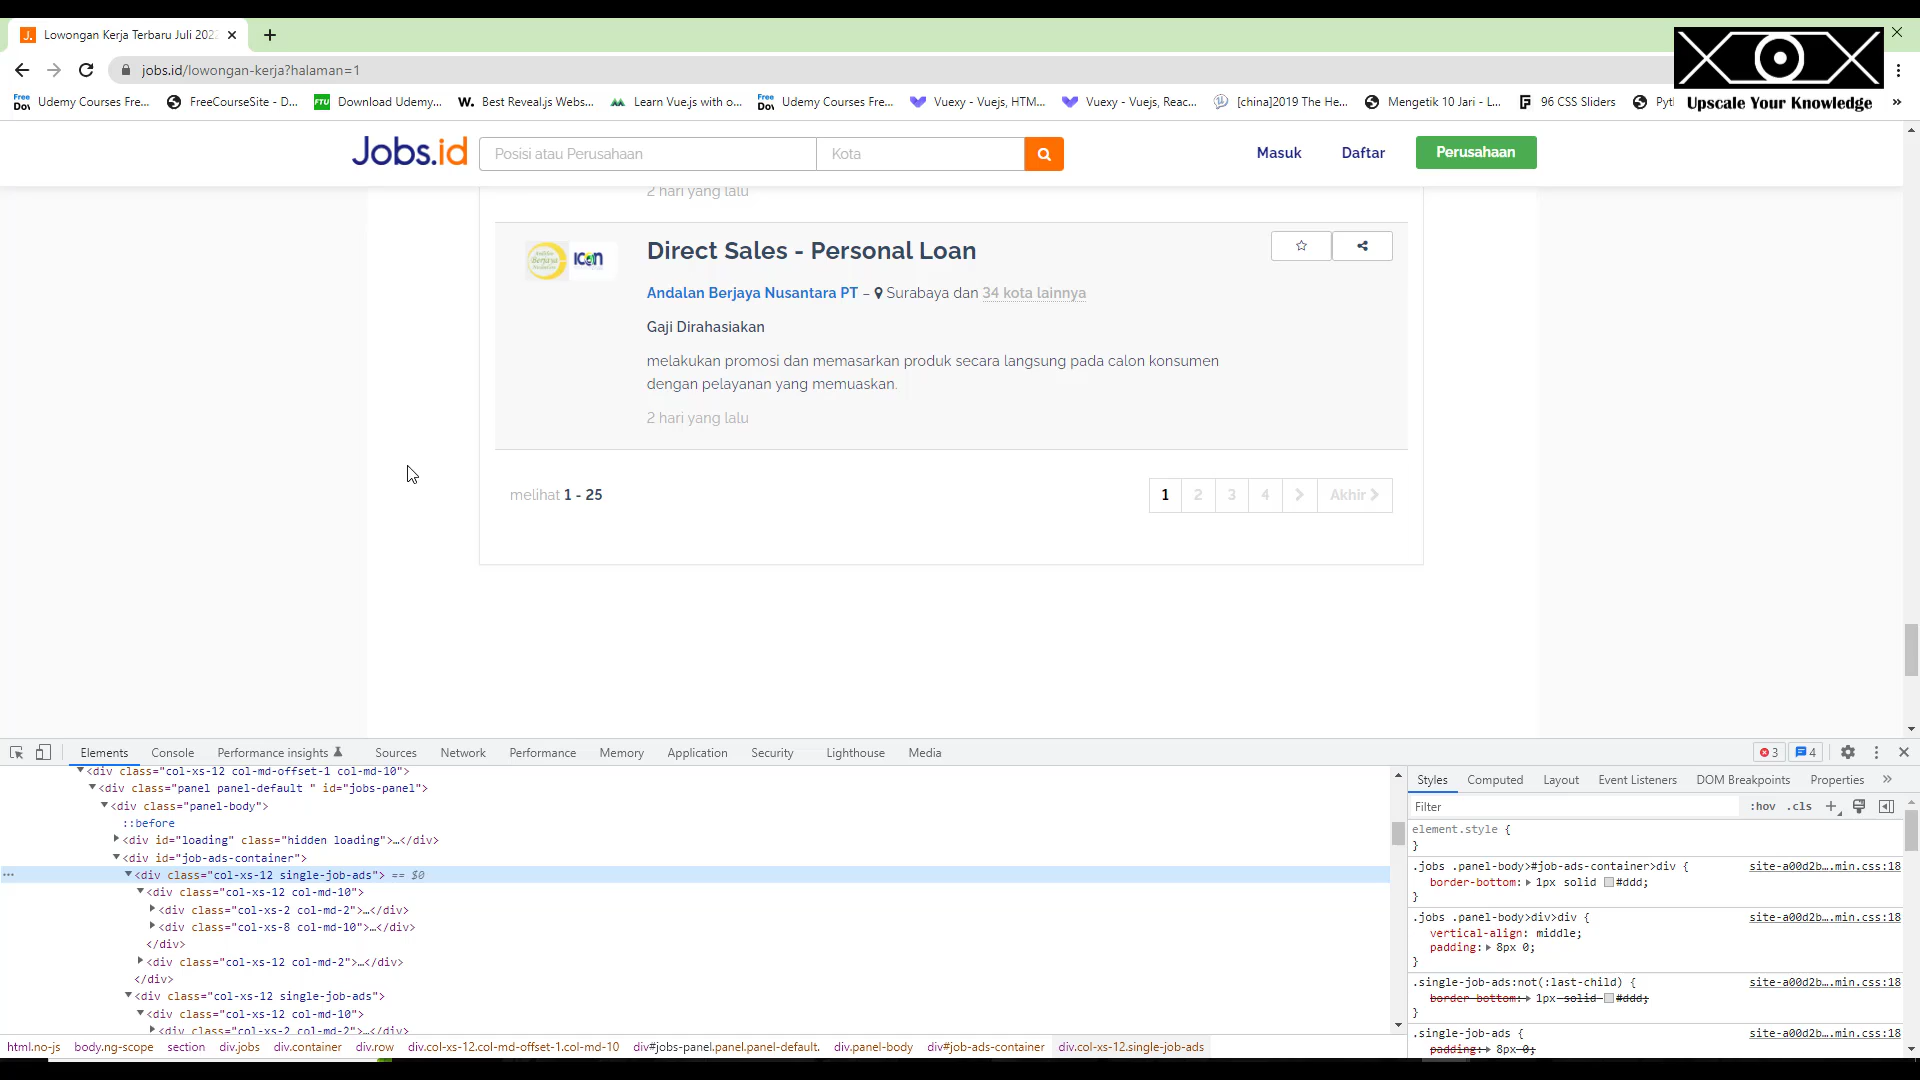 Lowongan Kerja Terbaru Juli 202
jobs.id/lowongan-kerja?halaman=1
Udemy Courses Fre...
FreeCourseSite - D...
Download Udemy...
Best Reveal.js Webs...
Learn Vue.js with o...
Udemy Courses Fre...
Vuexy - Vuejs, HTM...
Vuexy - Vuejs, Reac...
[china]2019 The He...
Mengetik 10 Jari - L...
96 CSS Sliders
Upscale Your Knowledge
Jobs.id
Posisi atau Perusahaan
Kota
Masuk
Daftar
Perusahaan
2 hari yang lalu
Direct Sales - Personal Loan
Andalan Berjaya Nusantara PT – Surabaya dan 34 kota lainnya
Gaji Dirahasiakan
melakukan promosi dan memasarkan produk secara langsung pada calon konsumen
dengan pelayanan yang memuaskan.
2 hari yang lalu
melihat 1 - 25
1 2 3 4 > Akhir >
Elements Console Performance insights Sources Network Performance Memory Application Security Lighthouse Media
3 4
<div class="col-xs-12 col-md-offset-1 col-md-10">
<div class="panel panel-default " id="jobs-panel">
<div class="panel-body">
::before
<div id="loading" class="hidden loading">…</div>
<div id="job-ads-container">
<div class="col-xs-12 single-job-ads"> == $0
<div class="col-xs-12 col-md-10">
<div class="col-xs-2 col-md-2">…</div>
<div class="col-xs-8 col-md-10">…</div>
</div>
<div class="col-xs-12 col-md-2">…</div>
</div>
<div class="col-xs-12 single-job-ads">
<div class="col-xs-12 col-md-10">
<div class="col-xs-2 col-md-2">…</div>
html.no-js body.ng-scope section div.jobs div.container div.row div.col-xs-12.col-md-offset-1.col-md-10 div#jobs-panel.panel.panel-default. div.panel-body div#job-ads-container div.col-xs-12.single-job-ads
Styles Computed Layout Event Listeners DOM Breakpoints Properties »
Filter :hov .cls +
element.style {
}
.jobs .panel-body>#job-ads-container>div { site-a00d2b….min.css:18
border-bottom: 1px solid #ddd;
}
.jobs .panel-body>div>div { site-a00d2b….min.css:18
vertical-align: middle;
padding: 8px 0;
}
.single-job-ads:not(:last-child) { site-a00d2b….min.css:18
border-bottom: 1px solid #ddd;
}
.single-job-ads { site-a00d2b….min.css:18
padding: 8px 0;